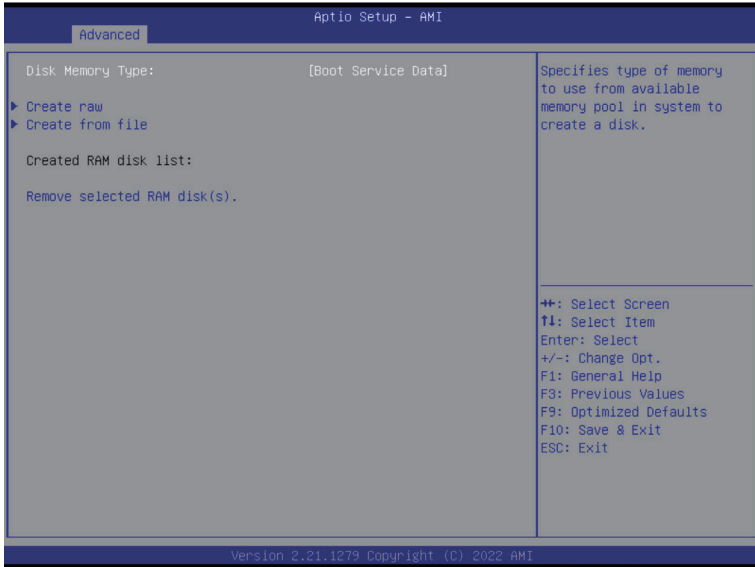 Aptio Setup – AMI
Advanced
Disk Memory Type: [Boot Service Data]
▶ Create raw
▶ Create from file
Created RAM disk list:
Remove selected RAM disk(s).
Specifies type of memory
to use from available
memory pool in system to
create a disk.
→←: Select Screen
↑↓: Select Item
Enter: Select
+/-: Change Opt.
F1: General Help
F3: Previous Values
F9: Optimized Defaults
F10: Save & Exit
ESC: Exit
Version 2.21.1279 Copyright (C) 2022 AMI